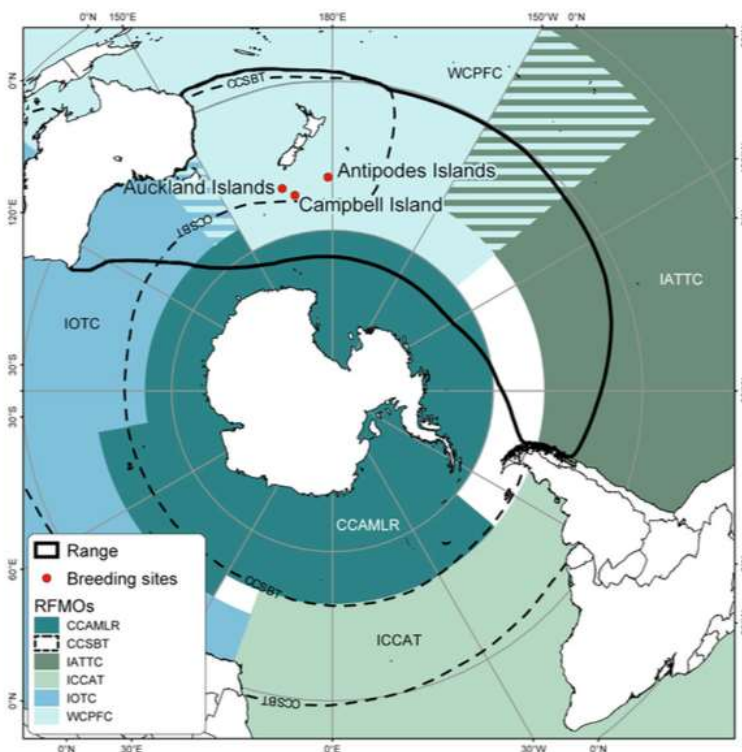 0°N 150°E 180°E 150°W 0°N
WCPFC
CCSBT
0°N
Antipodes Islands
Auckland Islands
Campbell Island
120°E
CCSBT
IATTC
IOTC
30°S
30°S
CCAMLR
Range
Breeding sites
RFMOs
CCAMLR
CCSBT
IATTC
ICCAT
IOTC
WCPFC
60°E
CCSBT
ICCAT
CCSBT
0°N
0°N 30°E 0°E 30°W 0°N